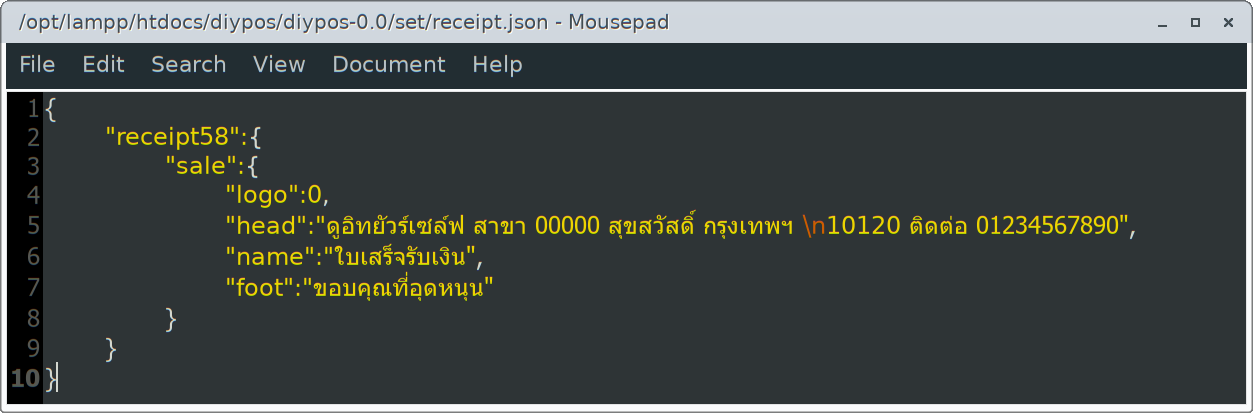 /opt/lampp/htdocs/diypos/diypos-0.0/set/receipt.json - Mousepad
File Edit Search View Document Help
1 {
2 "receipt58":{
3 "sale":{
4 "logo":0,
5 "head":"ดูอิทยัวร์เซล์ฟ สาขา 00000 สุขสวัสดิ์ กรุงเทพฯ \n10120 ติดต่อ 01234567890",
6 "name":"ใบเสร็จรับเงิน",
7 "foot":"ขอบคุณที่อุดหนุน"
8 }
9 }
10 }